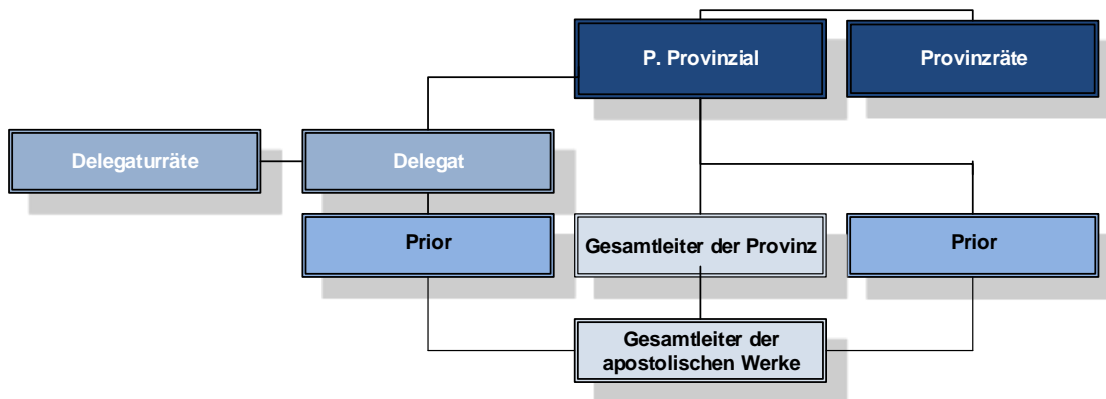 P. Provinzial
Provinzräte
Delegaturräte
Delegat
Prior
Gesamtleiter der Provinz
Prior
Gesamtleiter der
apostolischen Werke